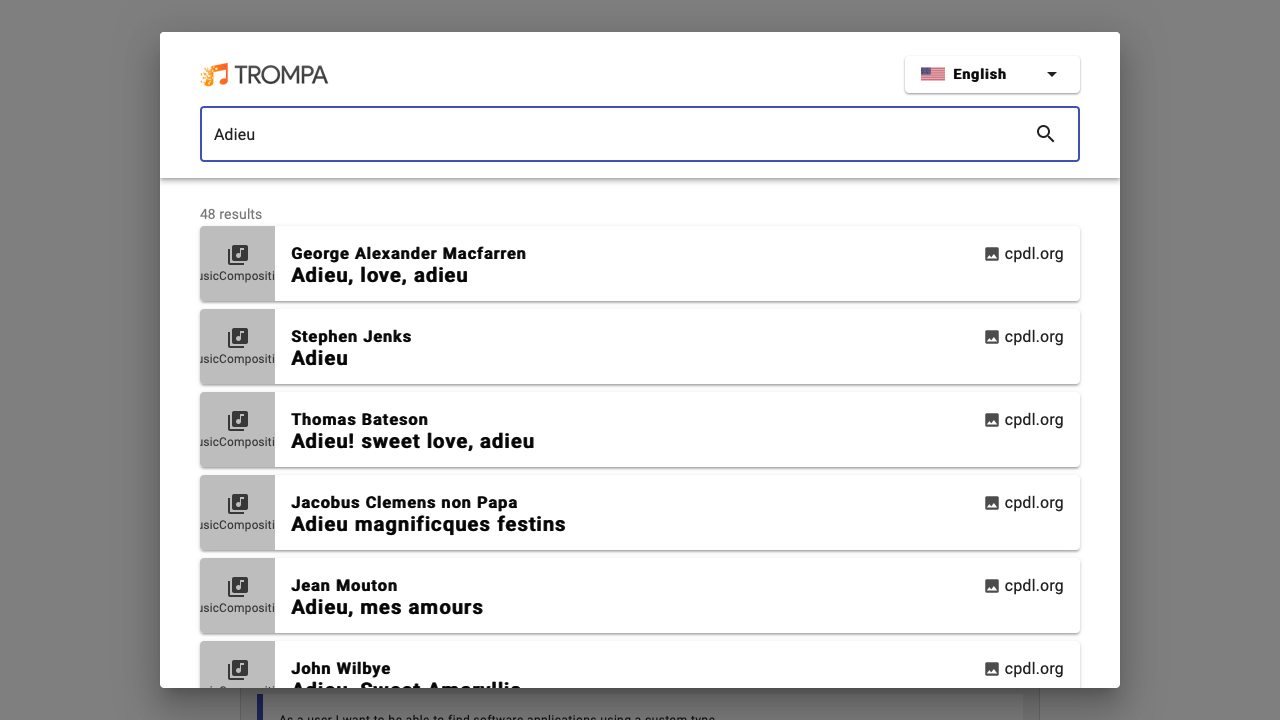 TROMPA
English
Adieu
48 results
usicCompositi
George Alexander Macfarren
Adieu, love, adieu
cpdl.org
usicCompositi
Stephen Jenks
Adieu
cpdl.org
usicCompositi
Thomas Bateson
Adieu! sweet love, adieu
cpdl.org
usicCompositi
Jacobus Clemens non Papa
Adieu magnificques festins
cpdl.org
usicCompositi
Jean Mouton
Adieu, mes amours
cpdl.org
John Wilbye
Adieu, Sweet Amaryllis
cpdl.org
As a user I want to be able to find software applications using a custom type